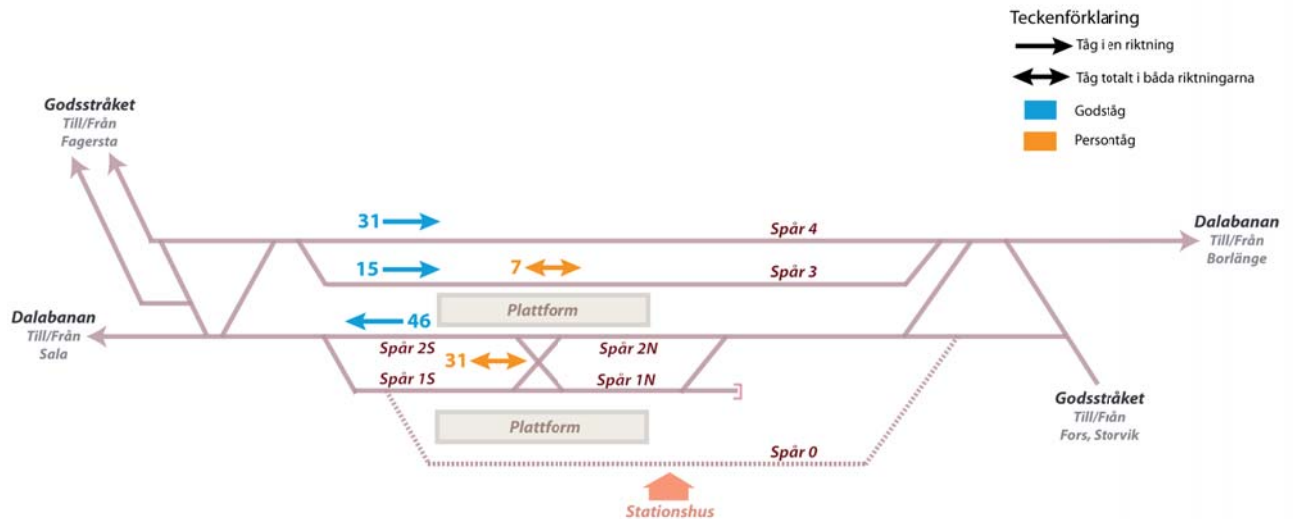 Teckenförklaring
Tåg i en riktning
Tåg totalt i båda riktningarna
Godståg
Persontåg
Godsstråket
Till/Från
Fagersta
31
Spår 4
Dalabanan
Till/Från
Borlänge
15
7
Spår 3
Plattform
46
Dalabanan
Till/Från
Sala
Spår 2S
Spår 2N
31
Spår 1S
Spår 1N
Godsstråket
Till/Från
Fors, Storvik
Plattform
Spår 0
Stationshus